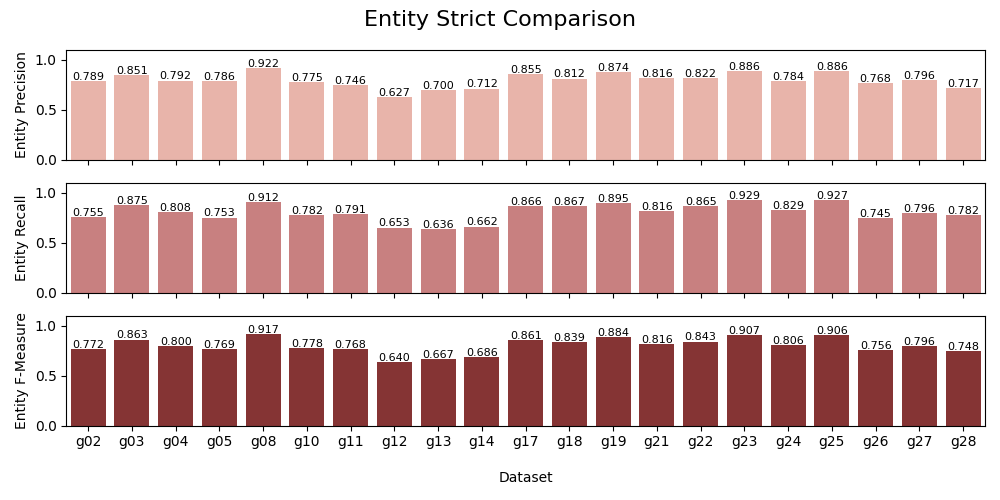 Entity Strict Comparison
Entity Precision
1.0
0.5
0.0
0.789 0.851 0.792 0.786 0.922 0.775 0.746 0.627 0.700 0.712 0.855 0.812 0.874 0.816 0.822 0.886 0.784 0.886 0.768 0.796 0.717
Entity Recall
1.0
0.5
0.0
0.755 0.875 0.808 0.753 0.912 0.782 0.791 0.653 0.636 0.662 0.866 0.867 0.895 0.816 0.865 0.929 0.829 0.927 0.745 0.796 0.782
Entity F-Measure
1.0
0.5
0.0
0.772 0.863 0.800 0.769 0.917 0.778 0.768 0.640 0.667 0.686 0.861 0.839 0.884 0.816 0.843 0.907 0.806 0.906 0.756 0.796 0.748
g02 g03 g04 g05 g08 g10 g11 g12 g13 g14 g17 g18 g19 g21 g22 g23 g24 g25 g26 g27 g28
Dataset